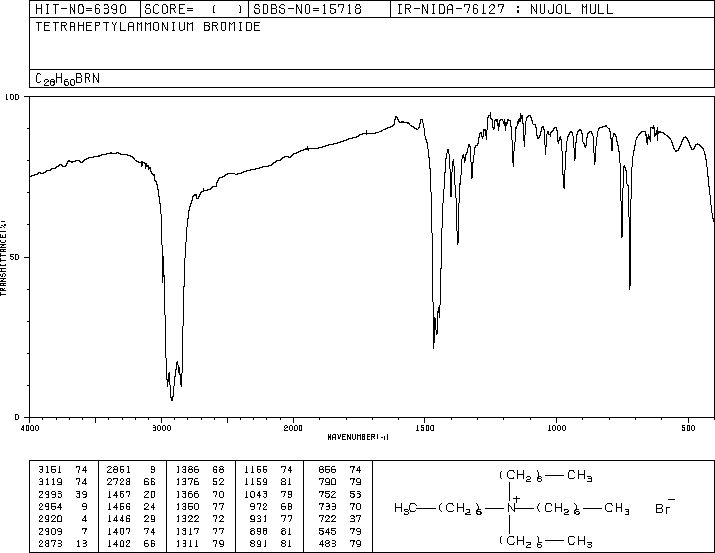 HIT-NO=6390 SCORE= ( ) SDBS-NO=15718 IR-NIDA-76127 : NUJOL MULL
TETRAHEPTYLAMMONIUM BROMIDE
C28H60BRN
100
50
0
TRANSMITTANCE(%)
4000 3000 2000 1500 1000 500
WAVENUMBER(-1)
3151 74 2851 9 1386 68 1166 74 856 74
3119 74 2728 66 1376 52 1159 81 790 79
2993 39 1467 20 1366 70 1043 79 752 53
2954 9 1456 24 1350 77 972 68 739 70
2920 4 1446 29 1322 72 931 77 722 37
2909 7 1407 74 1317 77 898 81 545 79
2873 13 1402 66 1311 79 891 81 483 79
(CH2)6—CH3
H3C—(CH2)6—N+—(CH2)6—CH3 Br−
(CH2)6—CH3